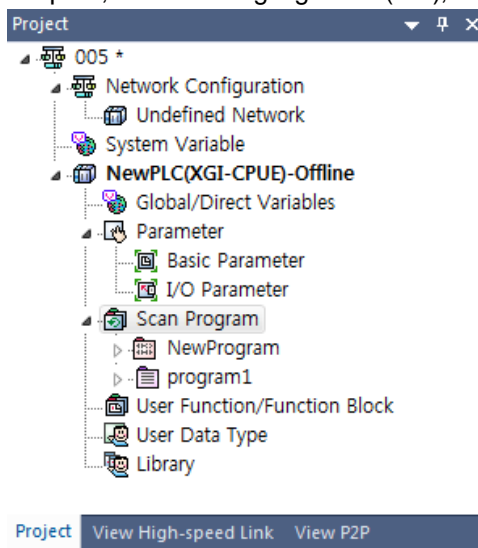 Project
005 *
Network Configuration
Undefined Network
System Variable
NewPLC(XGI-CPUE)-Offline
Global/Direct Variables
Parameter
Basic Parameter
I/O Parameter
Scan Program
NewProgram
program1
User Function/Function Block
User Data Type
Library
Project View High-speed Link View P2P